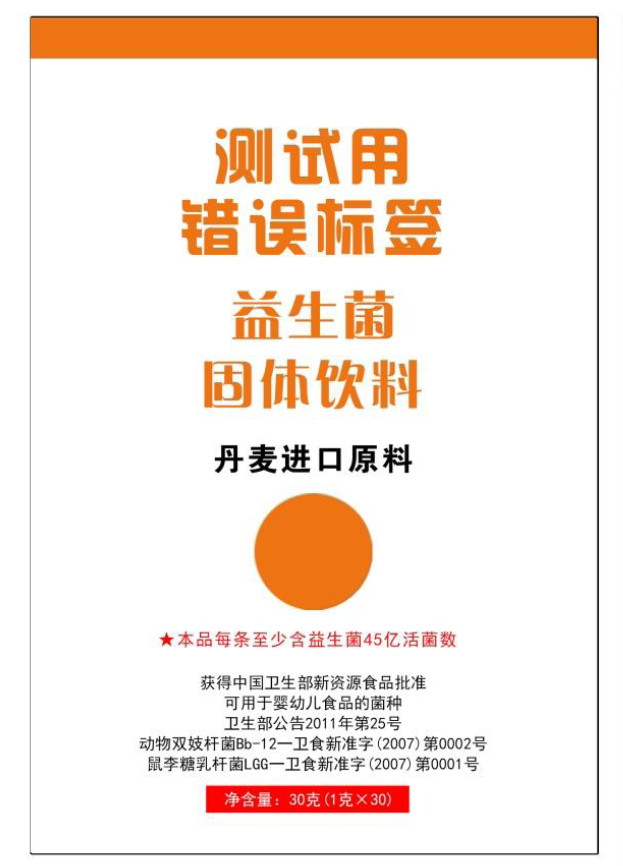 测试用
错误标签
益生菌
固体饮料
丹麦进口原料
★本品每条至少含益生菌45亿活菌数
获得中国卫生部新资源食品批准
可用于婴幼儿食品的菌种
卫生部公告2011年第25号
动物双妓杆菌Bb-12一卫食新准字(2007)第0002号
鼠李糖乳杆菌LGG一卫食新准字(2007)第0001号
净含量：30克(1克×30)